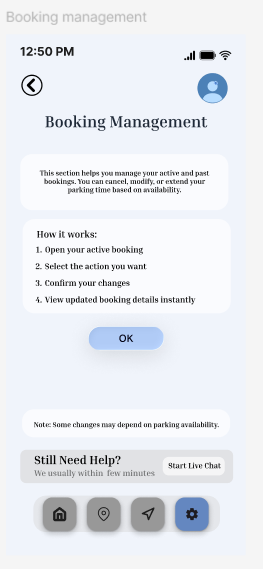 Booking management
12:50 PM
Booking Management
This section helps you manage your active and past
bookings. You can cancel, modify, or extend your
parking time based on availability.
How it works:
1. Open your active booking
2. Select the action you want
3. Confirm your changes
4. View updated booking details instantly
OK
Note: Some changes may depend on parking availability.
Still Need Help?
We usually within few minutes
Start Live Chat